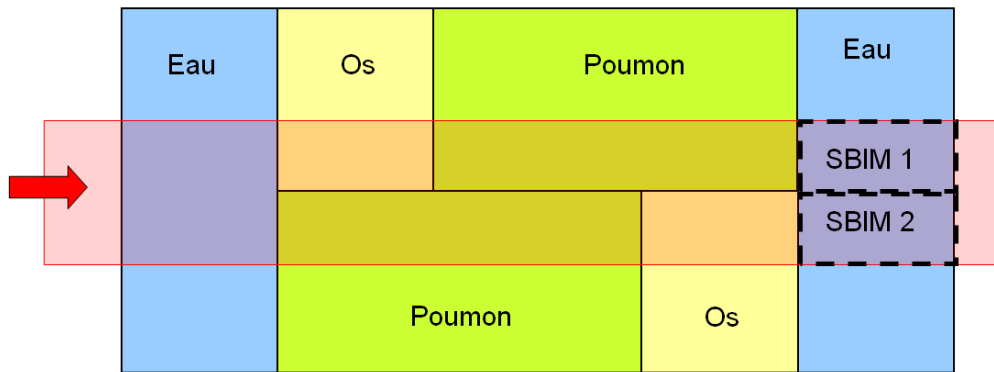 Eau
Os
Poumon
Eau
SBIM 1
SBIM 2
Poumon
Os